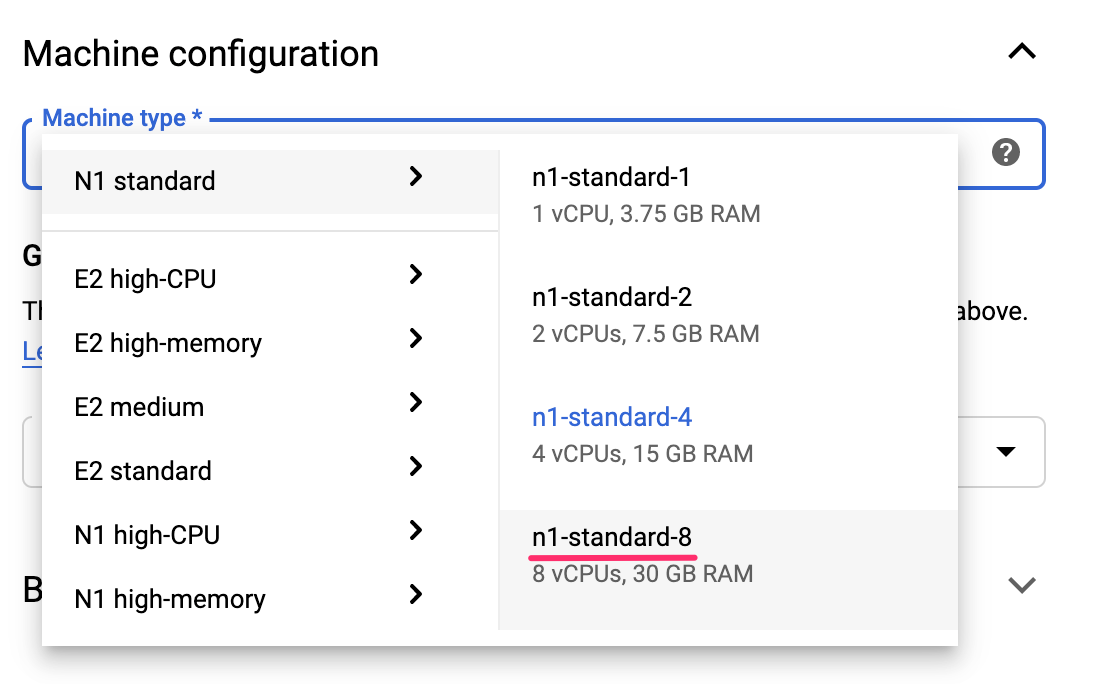 Machine configuration
Machine type *
N1 standard
E2 high-CPU
E2 high-memory
E2 medium
E2 standard
N1 high-CPU
N1 high-memory
n1-standard-1
1 vCPU, 3.75 GB RAM
n1-standard-2
2 vCPUs, 7.5 GB RAM
n1-standard-4
4 vCPUs, 15 GB RAM
n1-standard-8
8 vCPUs, 30 GB RAM
above.